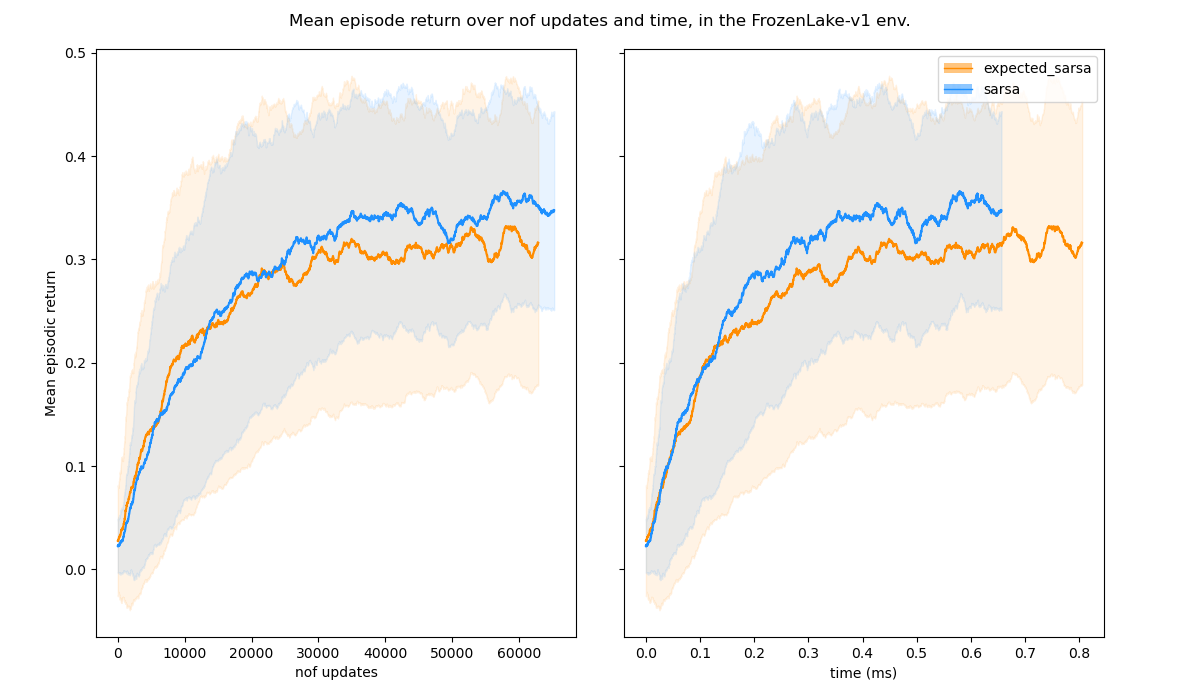 Mean episode return over nof updates and time, in the FrozenLake-v1 env.
expected_sarsa
sarsa
Mean episodic return
0.5
0.4
0.3
0.2
0.1
0.0
0 10000 20000 30000 40000 50000 60000
nof updates
0.0 0.1 0.2 0.3 0.4 0.5 0.6 0.7 0.8
time (ms)